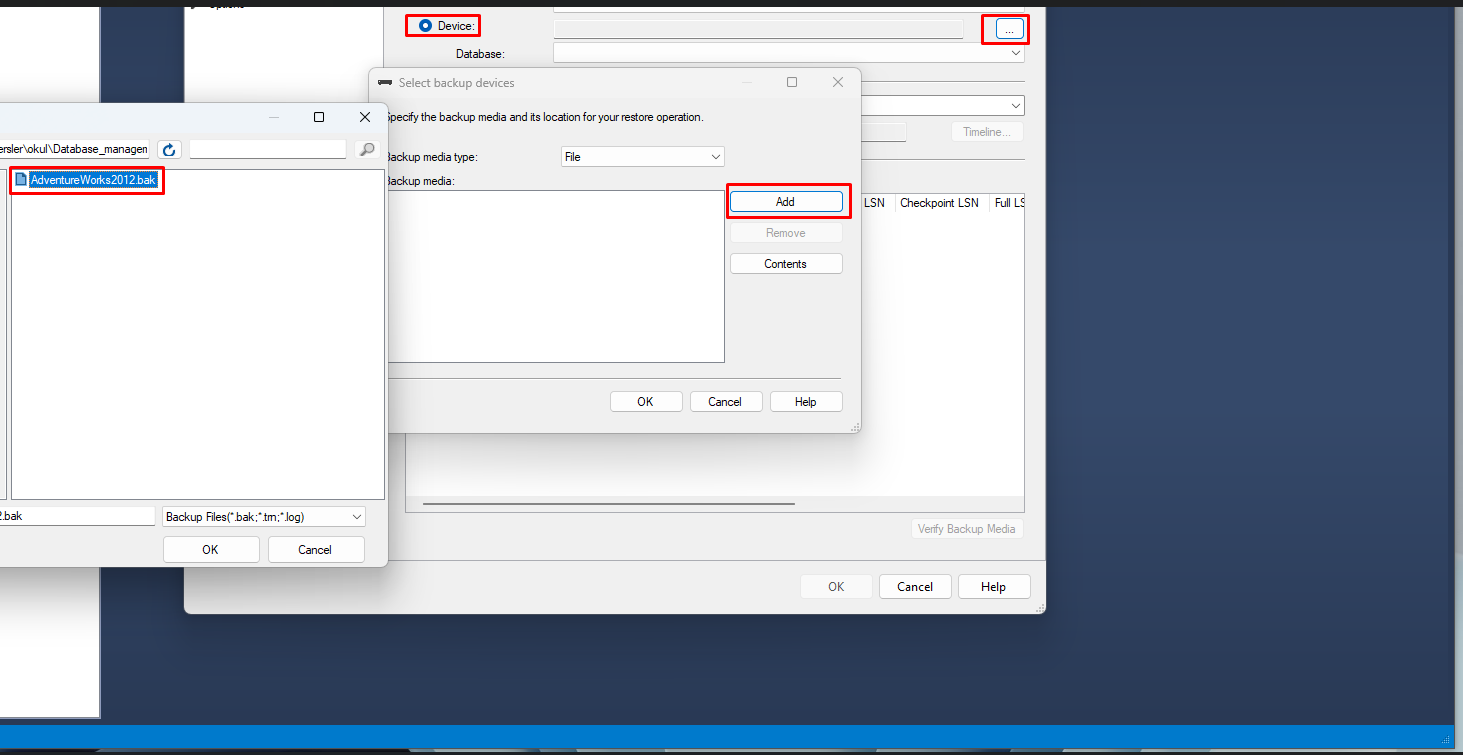 Device:
...
Database:
Select backup devices
Specify the backup media and its location for your restore operation.
ersler\okul\Database_managem
Timeline...
Backup media type:
File
AdventureWorks2012.bak
Backup media:
Add
LSN
Checkpoint LSN
Full LS
Remove
Contents
OK
Cancel
Help
2.bak
Backup Files(*.bak;*.trn;*.log)
Verify Backup Media
OK
Cancel
OK
Cancel
Help